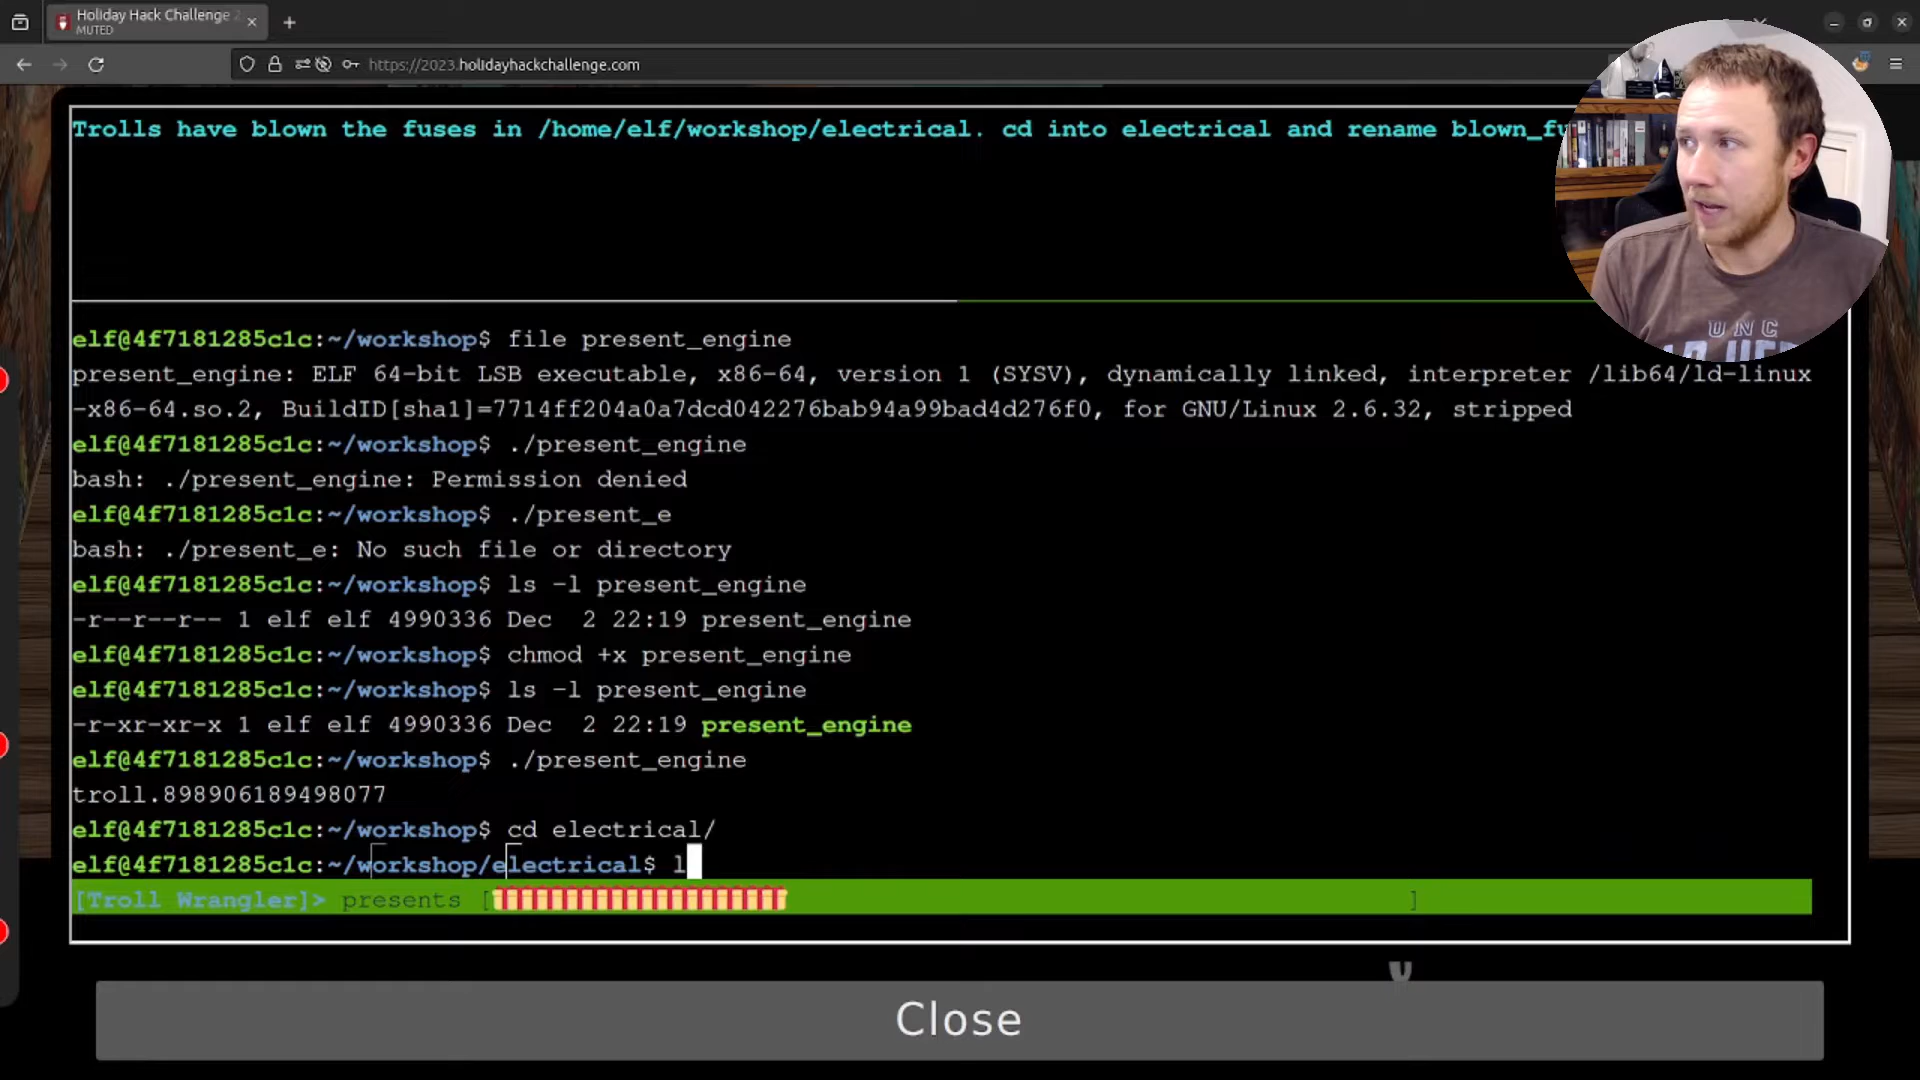 Holiday Hack Challenge 2
MUTED
https://2023.holidayhackchallenge.com
Trolls have blown the fuses in /home/elf/workshop/electrical. cd into electrical and rename blown_fu
elf@4f7181285c1c:~/workshop$ file present_engine
present_engine: ELF 64-bit LSB executable, x86-64, version 1 (SYSV), dynamically linked, interpreter /lib64/ld-linux
-x86-64.so.2, BuildID[sha1]=7714ff204a0a7dcd042276bab94a99bad4d276f0, for GNU/Linux 2.6.32, stripped
elf@4f7181285c1c:~/workshop$ ./present_engine
bash: ./present_engine: Permission denied
elf@4f7181285c1c:~/workshop$ ./present_e
bash: ./present_e: No such file or directory
elf@4f7181285c1c:~/workshop$ ls -l present_engine
-r--r--r-- 1 elf elf 4990336 Dec  2 22:19 present_engine
elf@4f7181285c1c:~/workshop$ chmod +x present_engine
elf@4f7181285c1c:~/workshop$ ls -l present_engine
-r-xr-xr-x 1 elf elf 4990336 Dec  2 22:19 present_engine
elf@4f7181285c1c:~/workshop$ ./present_engine
troll.898906189498077
elf@4f7181285c1c:~/workshop$ cd electrical/
elf@4f7181285c1c:~/workshop/electrical$ l
[Troll Wrangler]> presents [ ]
Close
UNC